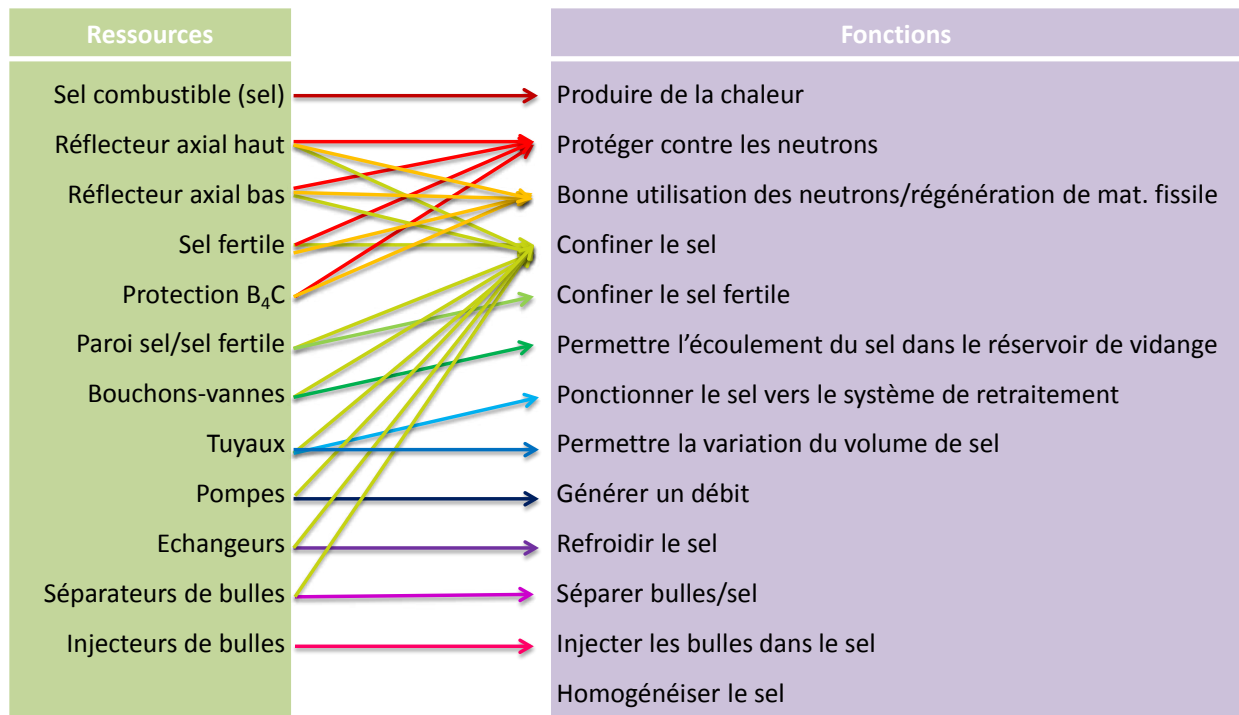 Ressources
Sel combustible (sel)
Réflecteur axial haut
Réflecteur axial bas
Sel fertile
Protection B₄C
Paroi sel/sel fertile
Bouchons-vannes
Tuyaux
Pompes
Echangeurs
Séparateurs de bulles
Injecteurs de bulles
Fonctions
Produire de la chaleur
Protéger contre les neutrons
Bonne utilisation des neutrons/régénération de mat. fissile
Confiner le sel
Confiner le sel fertile
Permettre l’écoulement du sel dans le réservoir de vidange
Ponctionner le sel vers le système de retraitement
Permettre la variation du volume de sel
Générer un débit
Refroidir le sel
Séparer bulles/sel
Injecter les bulles dans le sel
Homogénéiser le sel